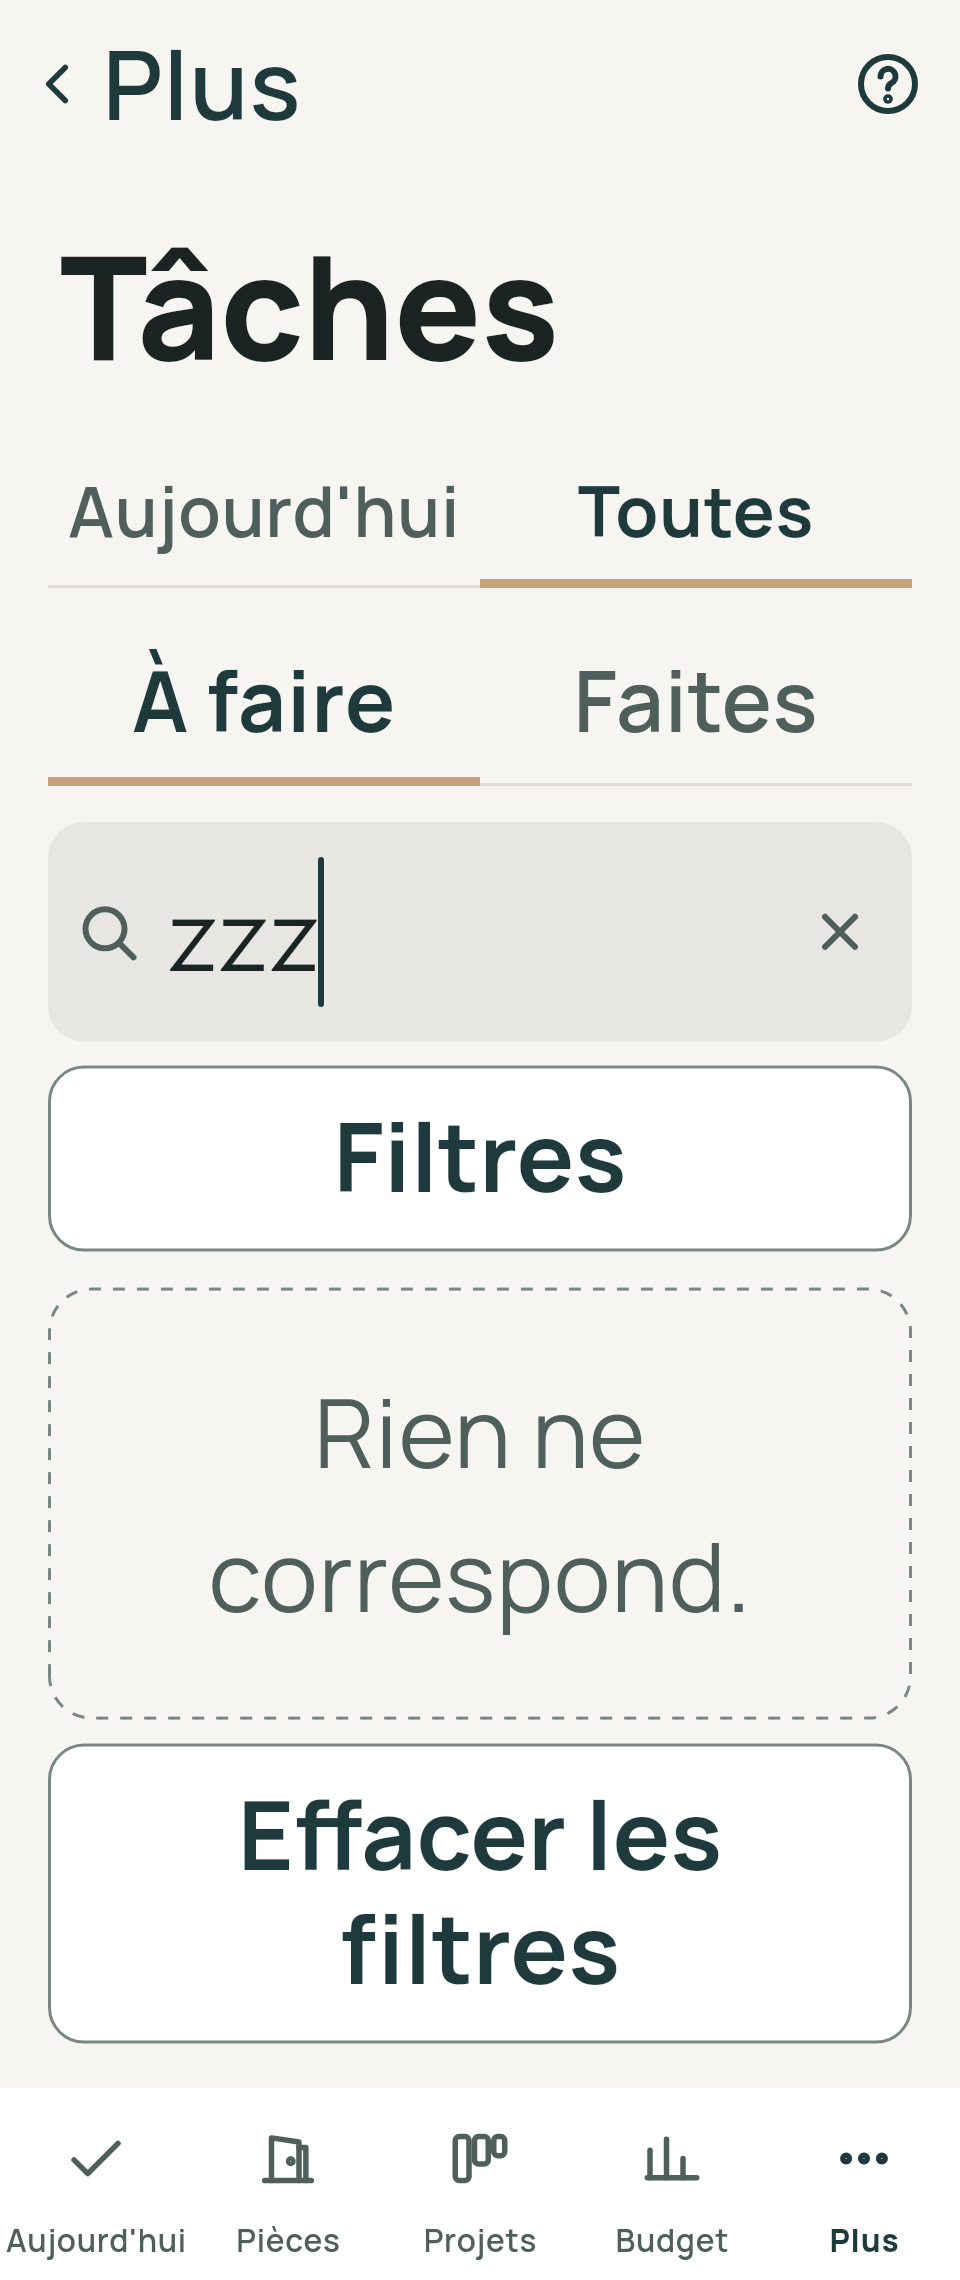 Plus
Tâches
Aujourd'hui
Toutes
À faire
Faites
zzz
Filtres
Rien ne
correspond.
Effacer les
filtres
Aujourd'hui
Pièces
Projets
Budget
Plus